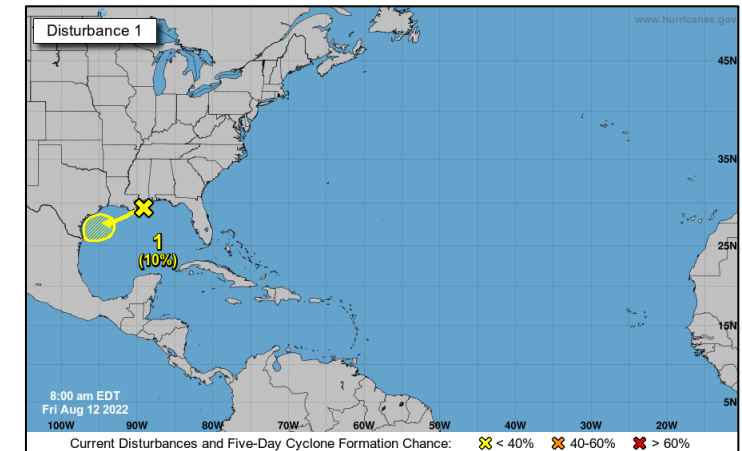 Disturbance 1
www.hurricanes.gov
45N
35N
25N
15N
5N
1
(10%)
8:00 am EDT
Fri Aug 12 2022
100W 90W 80W 70W 60W 50W 40W 30W 20W
Current Disturbances and Five-Day Cyclone Formation Chance: < 40% 40-60% > 60%